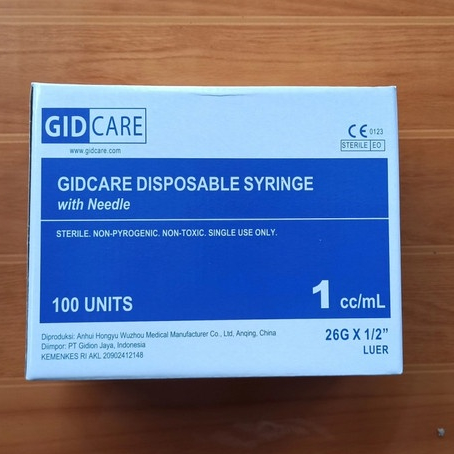 GIDCARE
www.gidcare.com
CE 0123
STERILE EO
GIDCARE DISPOSABLE SYRINGE
with Needle
STERILE. NON-PYROGENIC. NON-TOXIC. SINGLE USE ONLY.
100 UNITS
1 cc/mL
Diproduksi: Anhui Hongyu Wuzhou Medical Manufacturer Co., Ltd. Anqing, China
Diimpor: PT Gidion Jaya, Indonesia
KEMENKES RI AKL 20902412148
26G X 1/2”
LUER